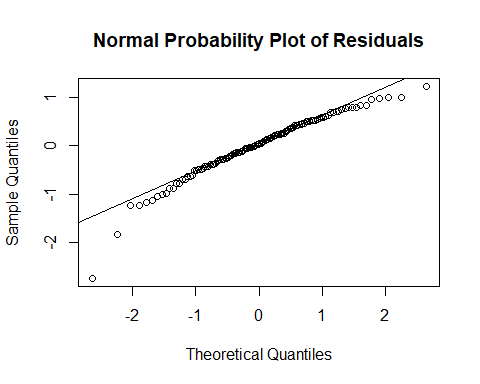 Normal Probability Plot of Residuals
Sample Quantiles
1
0
-1
-2
-2 -1 0 1 2
Theoretical Quantiles